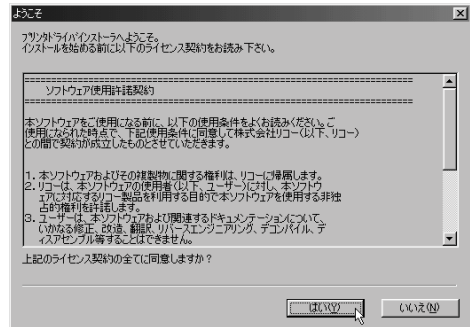 ようこそ
プリンタドライバインストーラへようこそ。
インストールを始める前に以下のライセンス契約をお読み下さい。
==================================================================
ソフトウェア使用許諾契約
==================================================================
本ソフトウェアをご使用になる前に、以下の使用条件をよくお読みください。ご
使用になられた時点で、下記使用条件に同意して株式会社リコー(以下、リコー)
との間で契約が成立したものとさせていただきます。
1. 本ソフトウェアおよびその複製物に関する権利は、リコーに帰属します。
2. リコーは、本ソフトウェアの使用者(以下、ユーザー)に対し、本ソフトウ
ェアに対応するリコー製品を利用する目的で本ソフトウェアを使用する非独
占的権利を許諾します。
3. ユーザーは、本ソフトウェアおよび関連するドキュメンテーションについて、
いかなる修正、改造、翻訳、リバースエンジニアリング、デコンパイル、デ
ィスアセンブル等することはできません。
上記のライセンス契約の全てに同意しますか?
はい(Y)
いいえ(N)